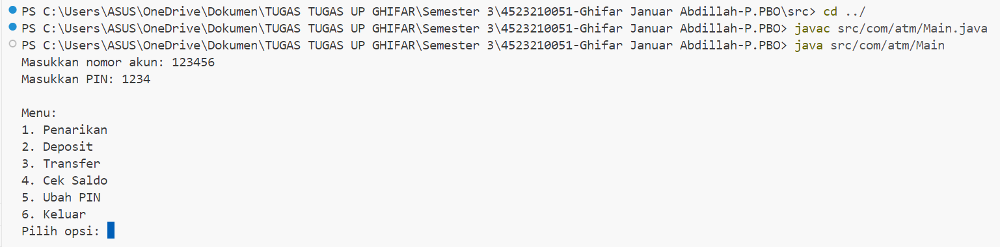 PS C:\Users\ASUS\OneDrive\Dokumen\TUGAS TUGAS UP GHIFAR\Semester 3\4523210051-Ghifar Januar Abdillah-P.PBO\src> cd ../
PS C:\Users\ASUS\OneDrive\Dokumen\TUGAS TUGAS UP GHIFAR\Semester 3\4523210051-Ghifar Januar Abdillah-P.PBO> javac src/com/atm/Main.java
PS C:\Users\ASUS\OneDrive\Dokumen\TUGAS TUGAS UP GHIFAR\Semester 3\4523210051-Ghifar Januar Abdillah-P.PBO> java src/com/atm/Main
Masukkan nomor akun: 123456
Masukkan PIN: 1234
Menu:
1. Penarikan
2. Deposit
3. Transfer
4. Cek Saldo
5. Ubah PIN
6. Keluar
Pilih opsi: